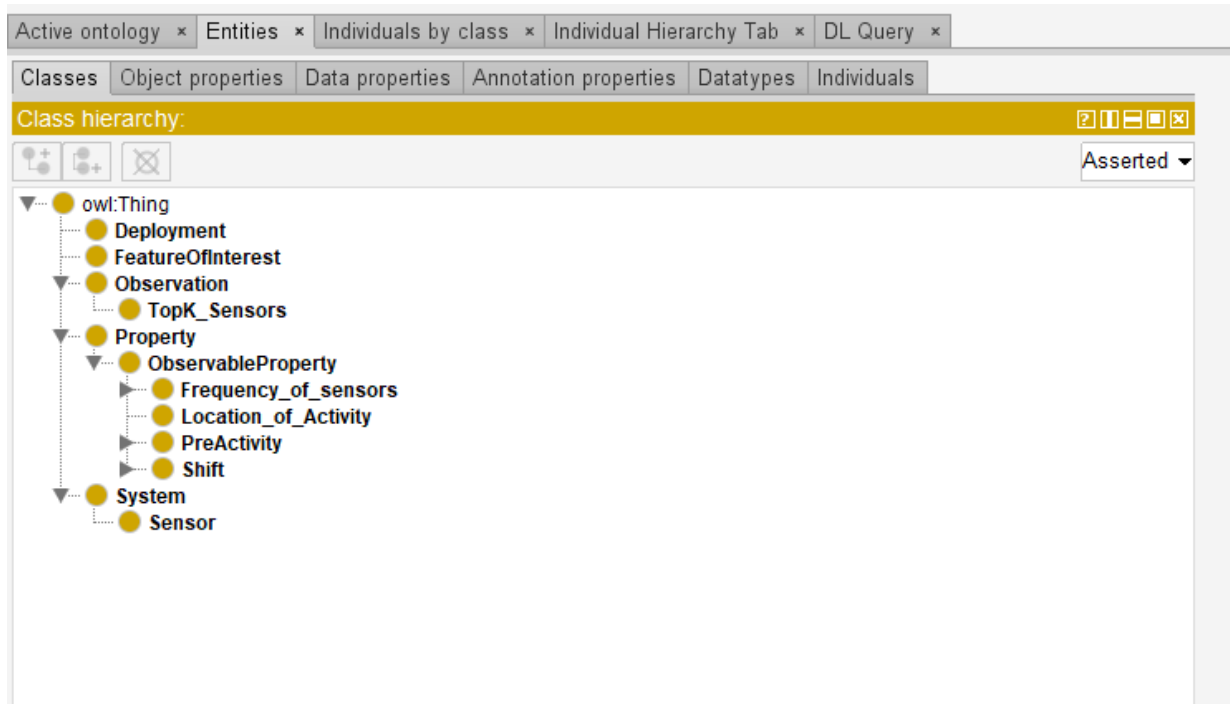 Active ontology × Entities × Individuals by class × Individual Hierarchy Tab × DL Query ×
Classes Object properties Data properties Annotation properties Datatypes Individuals
Class hierarchy:
Asserted
owl:Thing
Deployment
FeatureOfInterest
Observation
TopK_Sensors
Property
ObservableProperty
Frequency_of_sensors
Location_of_Activity
PreActivity
Shift
System
Sensor